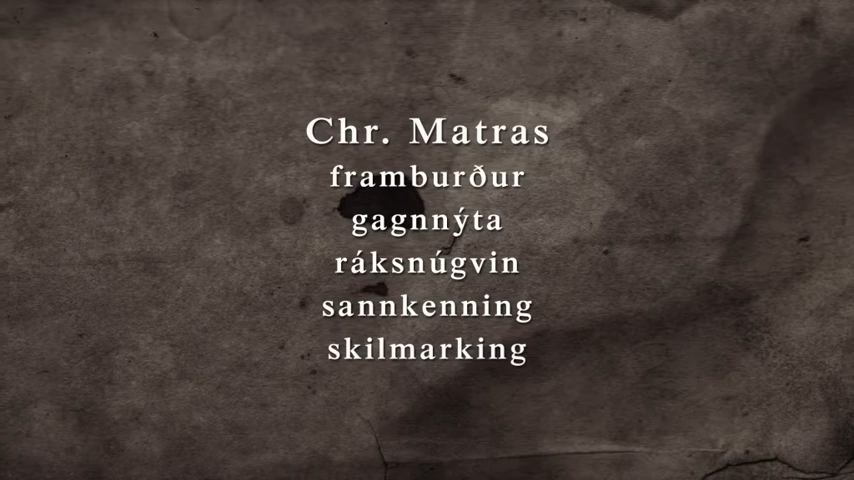 Chr. Matras
framburður
gagnnýta
ráksnúgvin
sannkenning
skilmarking